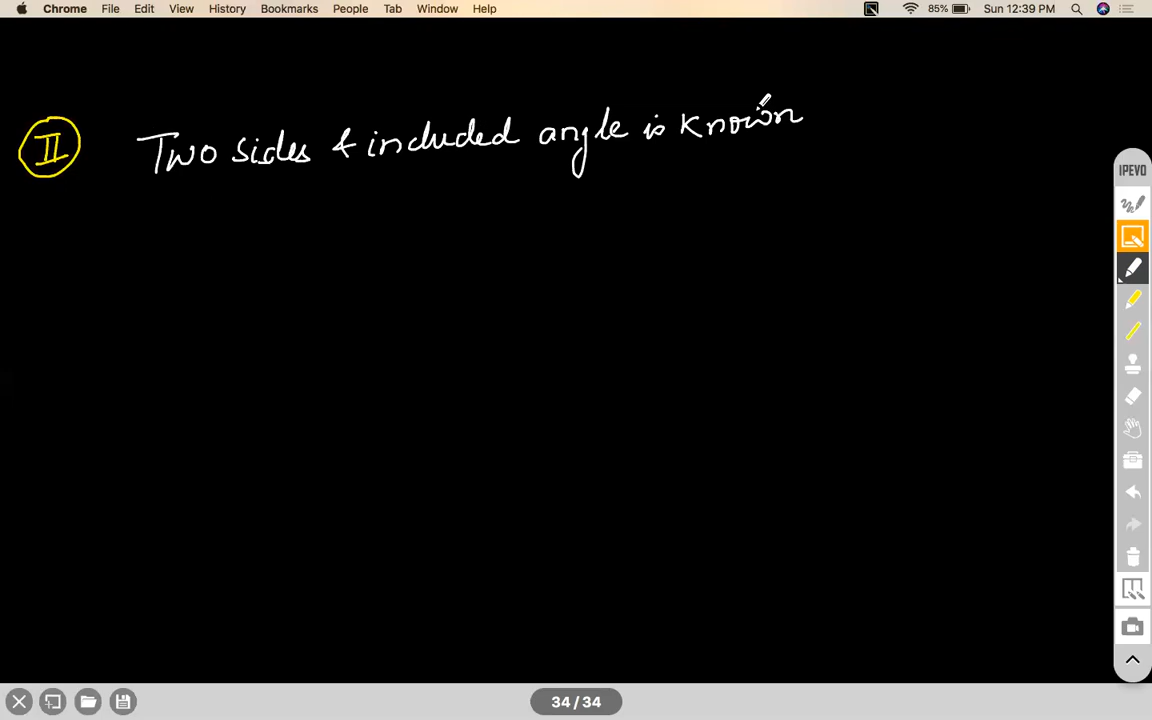 Chrome File Edit View History Bookmarks People Tab Window Help 85% Sun 12:39 PM
II Two sides & included angle is known
IPEVO
34 / 34